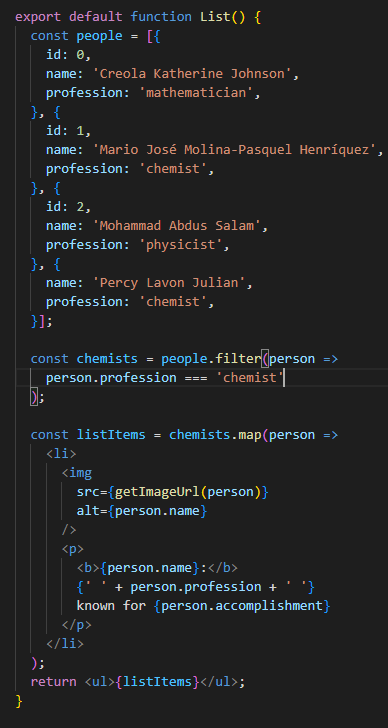 export default function List() {
  const people = [{
    id: 0,
    name: 'Creola Katherine Johnson',
    profession: 'mathematician',
  }, {
    id: 1,
    name: 'Mario José Molina-Pasquel Henríquez',
    profession: 'chemist',
  }, {
    id: 2,
    name: 'Mohammad Abdus Salam',
    profession: 'physicist',
  }, {
    name: 'Percy Lavon Julian',
    profession: 'chemist',
  }];

  const chemists = people.filter(person =>
    person.profession === 'chemist'
  );

  const listItems = chemists.map(person =>
    <li>
      <img
        src={getImageUrl(person)}
        alt={person.name}
      />
      <p>
        <b>{person.name}:</b>
        {' ' + person.profession + ' '}
        known for {person.accomplishment}
      </p>
    </li>
  );
  return <ul>{listItems}</ul>;
}